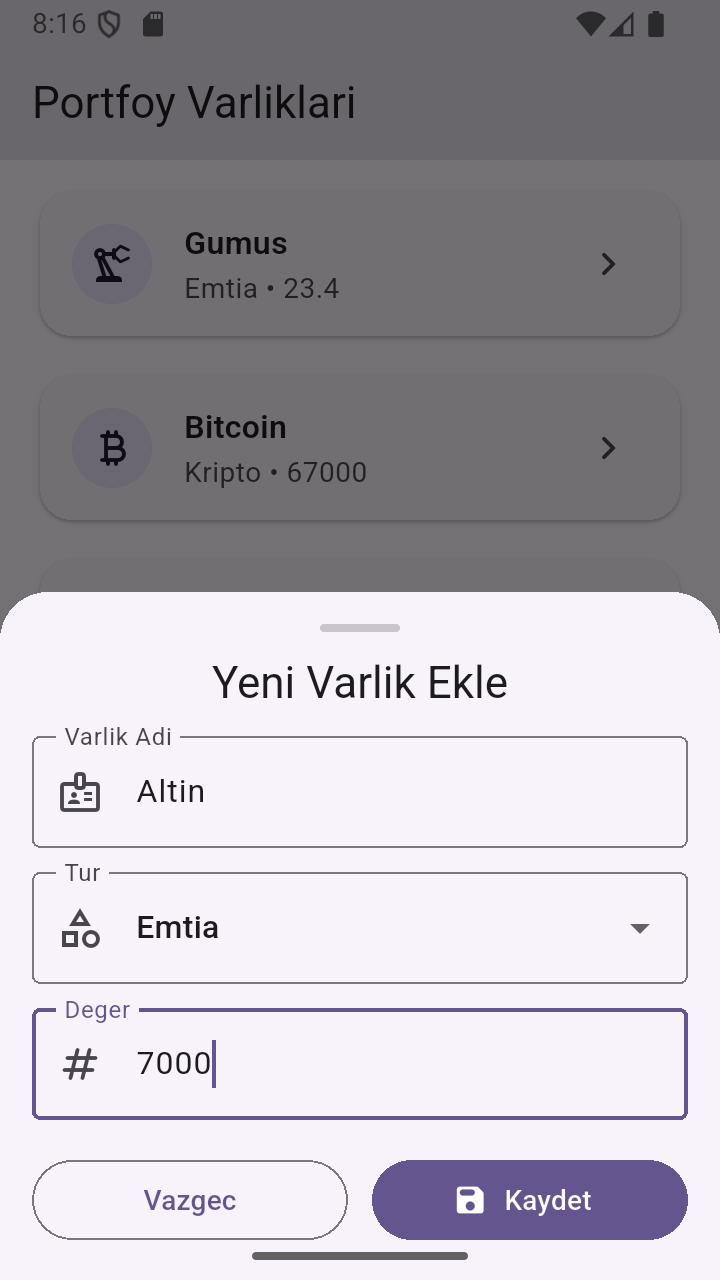 8:16
Portfoy Varliklari
Gumus
Emtia • 23.4
Bitcoin
Kripto • 67000
Yeni Varlik Ekle
Varlik Adi
Altin
Tur
Emtia
Deger
7000
Vazgec
Kaydet